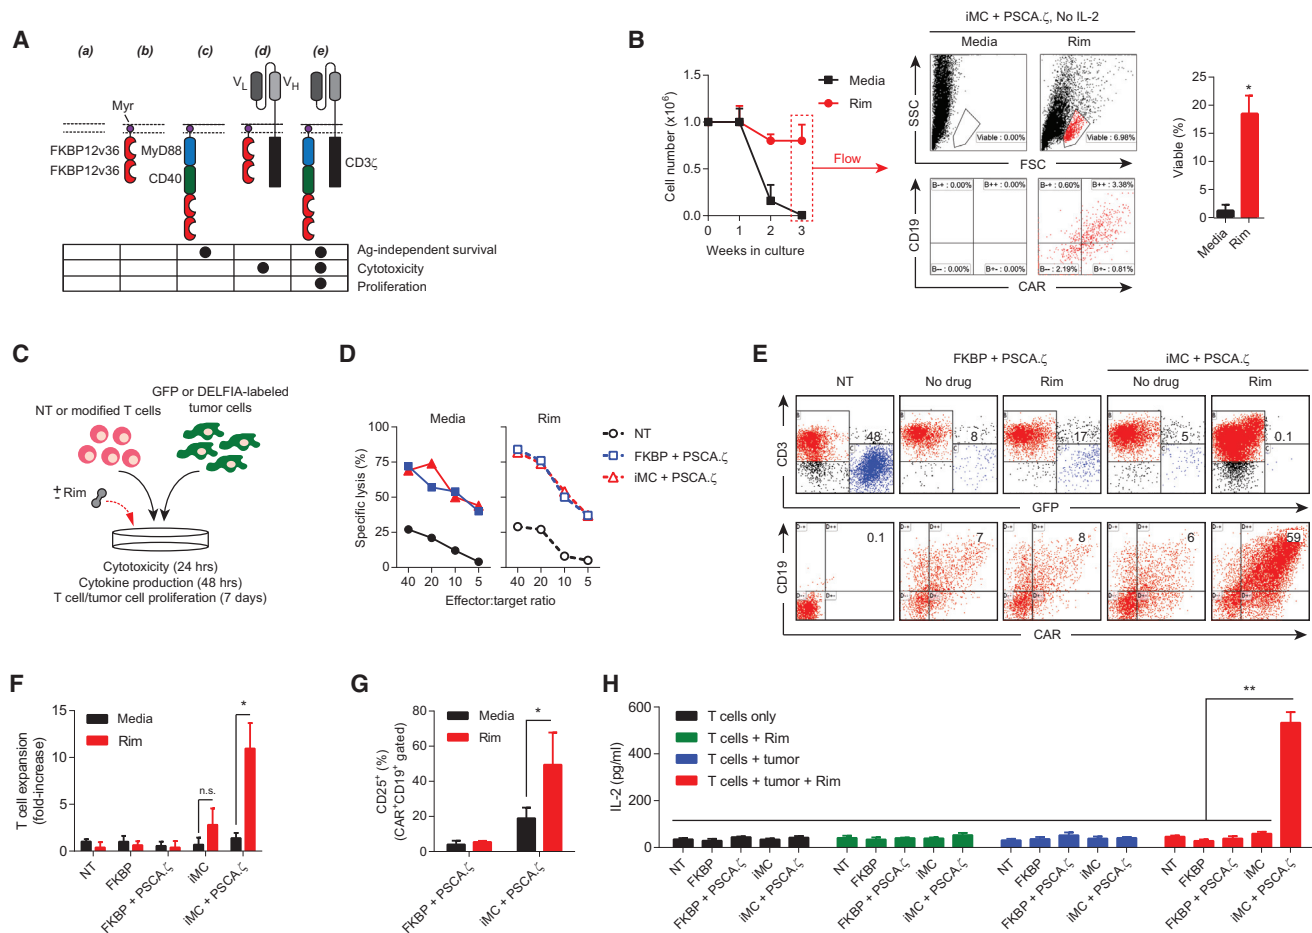 A
(a) (b) (c) (d) (e)
VL VH
Myr
FKBP12v36
FKBP12v36
MyD88
CD40
CD3ζ
Ag-independent survival
Cytotoxicity
Proliferation
B
iMC + PSCA.ζ, No IL-2
Media Rim
Media
Rim
Cell number (x10⁶)
1.5
1.0
0.5
0.0
0 1 2 3
Weeks in culture
Flow
SSC
Viable : 0.00%
Viable : 6.98%
FSC
CD19
B-+ : 0.00% B++ : 0.00%
B-- : 0.00% B+- : 0.00%
B-+ : 0.60% B++ : 3.38%
B-- : 2.19% B+- : 0.81%
CAR
Viable (%)
25
20
15
10
5
0
*
Media
Rim
C
NT or modified T cells
GFP or DELFIA-labeled
tumor cells
± Rim
Cytotoxicity (24 hrs)
Cytokine production (48 hrs)
T cell/tumor cell proliferation (7 days)
D
Media Rim
Specific lysis (%)
100
75
50
25
0
40 20 10 5
40 20 10 5
Effector:target ratio
NT
FKBP + PSCA.ζ
iMC + PSCA.ζ
E
FKBP + PSCA.ζ iMC + PSCA.ζ
NT No drug Rim No drug Rim
CD3
B B B B B
48 8 17 5 0.1
C C C
GFP
CD19
D-+ D++ D-+ D++ D-+ D++ D-+ D++ D-+ D++
0.1 7 8 6 59
D-- D+- D-- D+- D-- D+- D-- D+- D-- D+-
CAR
F
Media
Rim
T cell expansion
(fold-increase)
15
10
5
0
n.s.
*
NT
FKBP
FKBP + PSCA.ζ
iMC
iMC + PSCA.ζ
G
Media
Rim
CD25⁺ (%)
(CAR⁺CD19⁺ gated)
80
60
40
20
0
*
FKBP + PSCA.ζ
iMC + PSCA.ζ
H
T cells only
T cells + Rim
T cells + tumor
T cells + tumor + Rim
IL-2 (pg/ml)
600
400
200
0
**
NT
FKBP
FKBP + PSCA.ζ
iMC
iMC + PSCA.ζ
NT
FKBP
FKBP + PSCA.ζ
iMC
iMC + PSCA.ζ
NT
FKBP
FKBP + PSCA.ζ
iMC
iMC + PSCA.ζ
NT
FKBP
FKBP + PSCA.ζ
iMC
iMC + PSCA.ζ